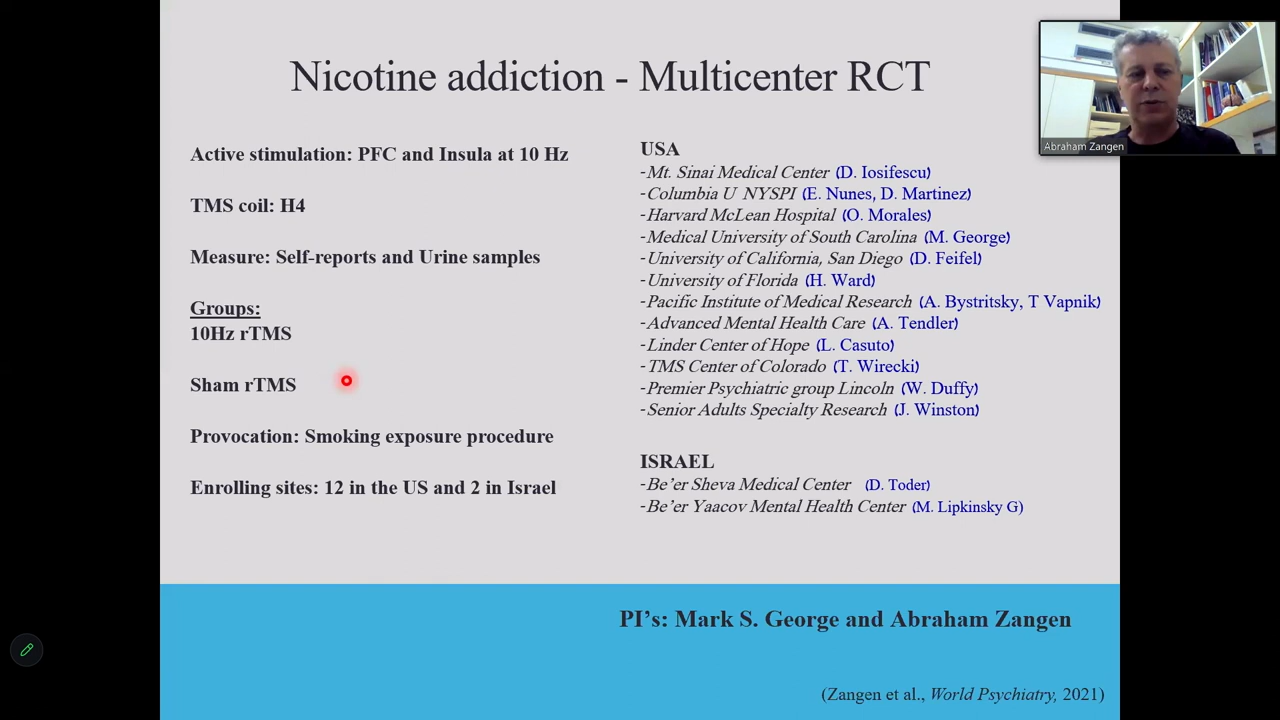 Nicotine addiction - Multicenter RCT
Abraham Zangen
Active stimulation: PFC and Insula at 10 Hz
TMS coil: H4
Measure: Self-reports and Urine samples
Groups:
10Hz rTMS
Sham rTMS
Provocation: Smoking exposure procedure
Enrolling sites: 12 in the US and 2 in Israel
USA
-Mt. Sinai Medical Center (D. Iosifescu)
-Columbia U NYSPI (E. Nunes, D. Martinez)
-Harvard McLean Hospital (O. Morales)
-Medical University of South Carolina (M. George)
-University of California, San Diego (D. Feifel)
-University of Florida (H. Ward)
-Pacific Institute of Medical Research (A. Bystritsky, T Vapnik)
-Advanced Mental Health Care (A. Tendler)
-Linder Center of Hope (L. Casuto)
-TMS Center of Colorado (T. Wirecki)
-Premier Psychiatric group Lincoln (W. Duffy)
-Senior Adults Specialty Research (J. Winston)
ISRAEL
-Be’er Sheva Medical Center (D. Toder)
-Be’er Yaacov Mental Health Center (M. Lipkinsky G)
PI’s: Mark S. George and Abraham Zangen
(Zangen et al., World Psychiatry, 2021)